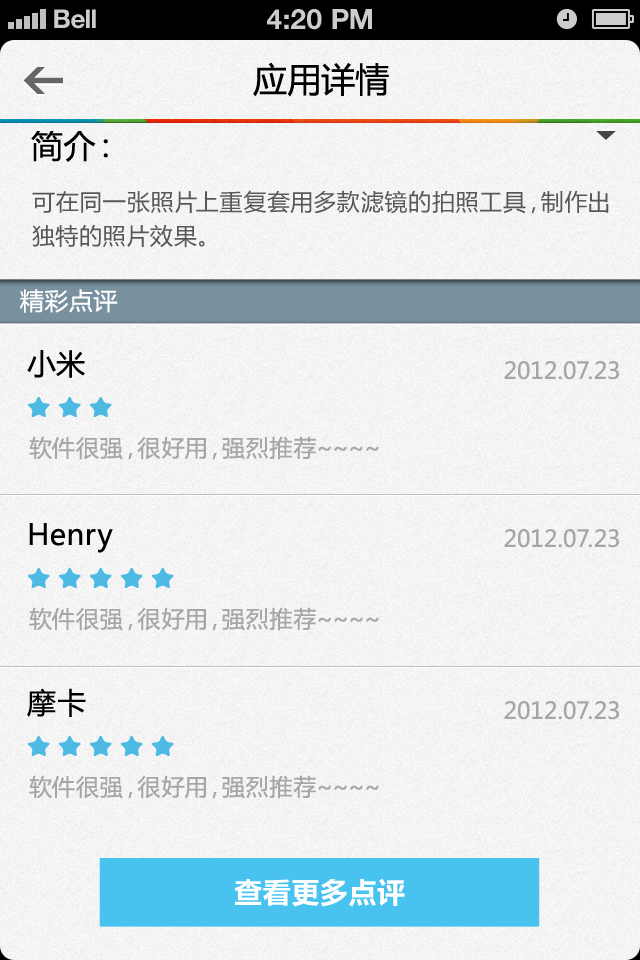 Bell 4:20 PM
应用详情
简介：
可在同一张照片上重复套用多款滤镜的拍照工具,制作出
独特的照片效果。
精彩点评
小米 2012.07.23
软件很强,很好用,强烈推荐~~~~
Henry 2012.07.23
软件很强,很好用,强烈推荐~~~~
摩卡 2012.07.23
软件很强,很好用,强烈推荐~~~~
查看更多点评